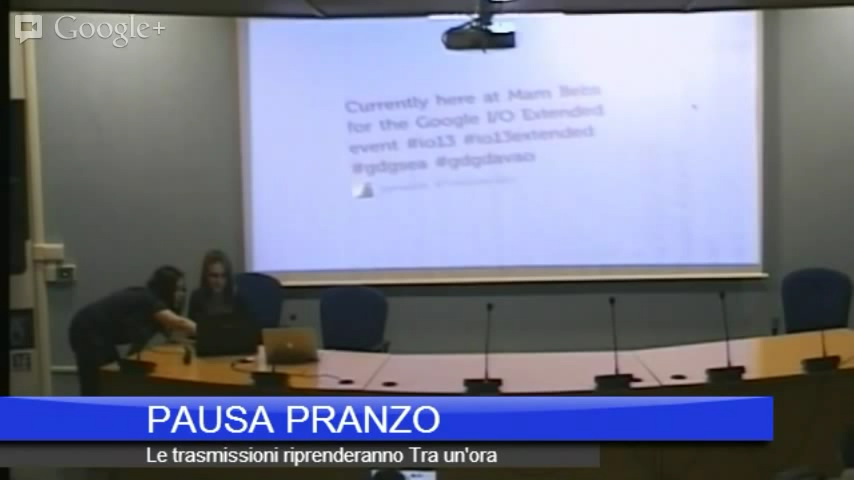 Google+
Currently here at Mam Bebs
for the Google I/O Extended
event #io13 #io13extended
#gdgsea #gdgdavao
PAUSA PRANZO
Le trasmissioni riprenderanno Tra un'ora